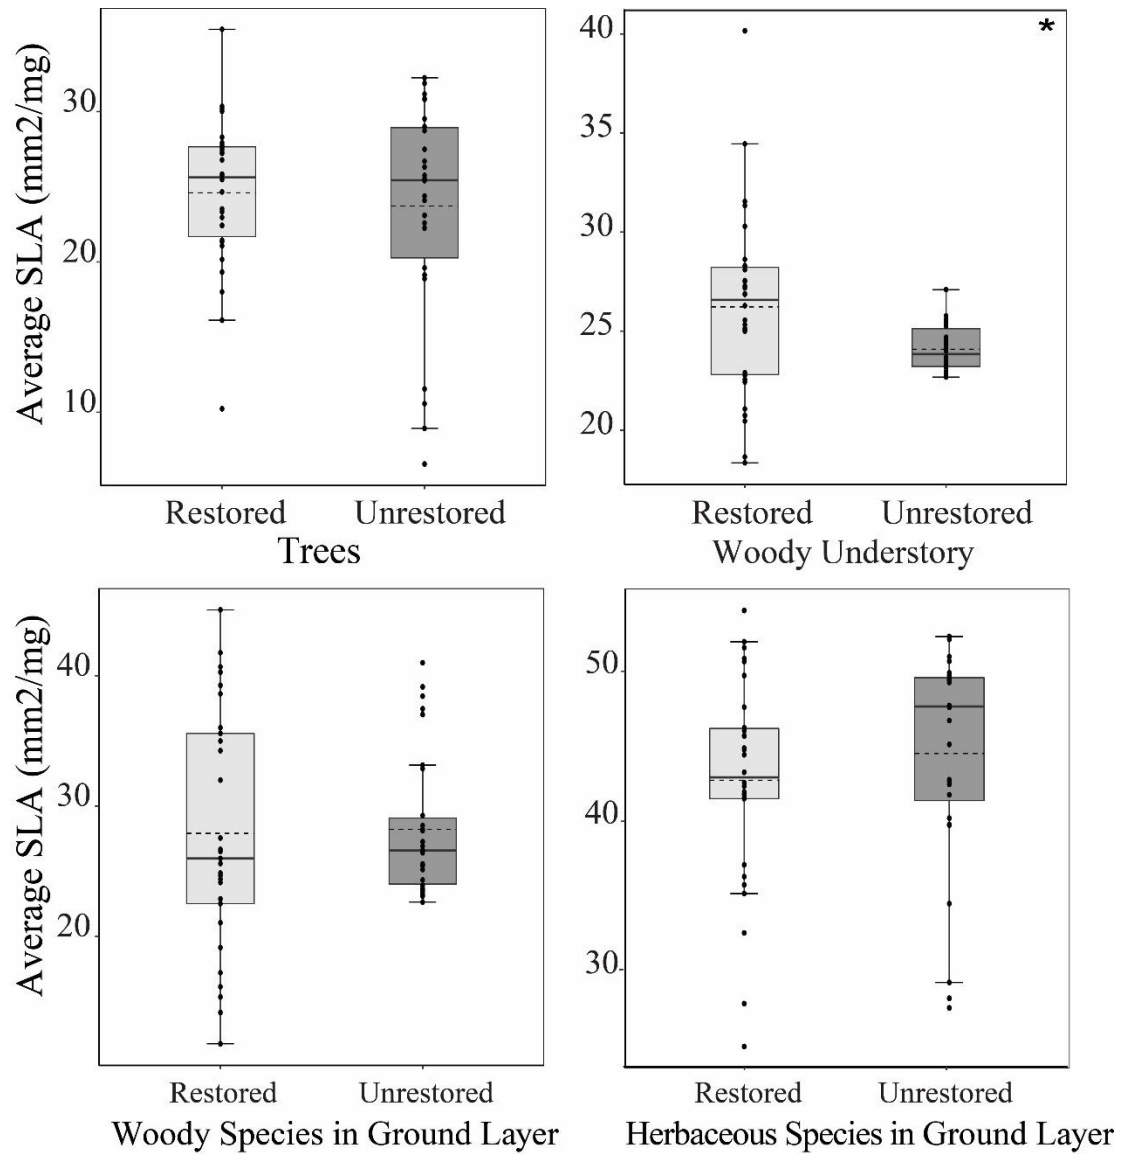 Average SLA (mm2/mg)
30
20
10
Restored Unrestored
Trees
*
40
35
30
25
20
Restored Unrestored
Woody Understory
Average SLA (mm2/mg)
40
30
20
Restored Unrestored
Woody Species in Ground Layer
50
40
30
Restored Unrestored
Herbaceous Species in Ground Layer